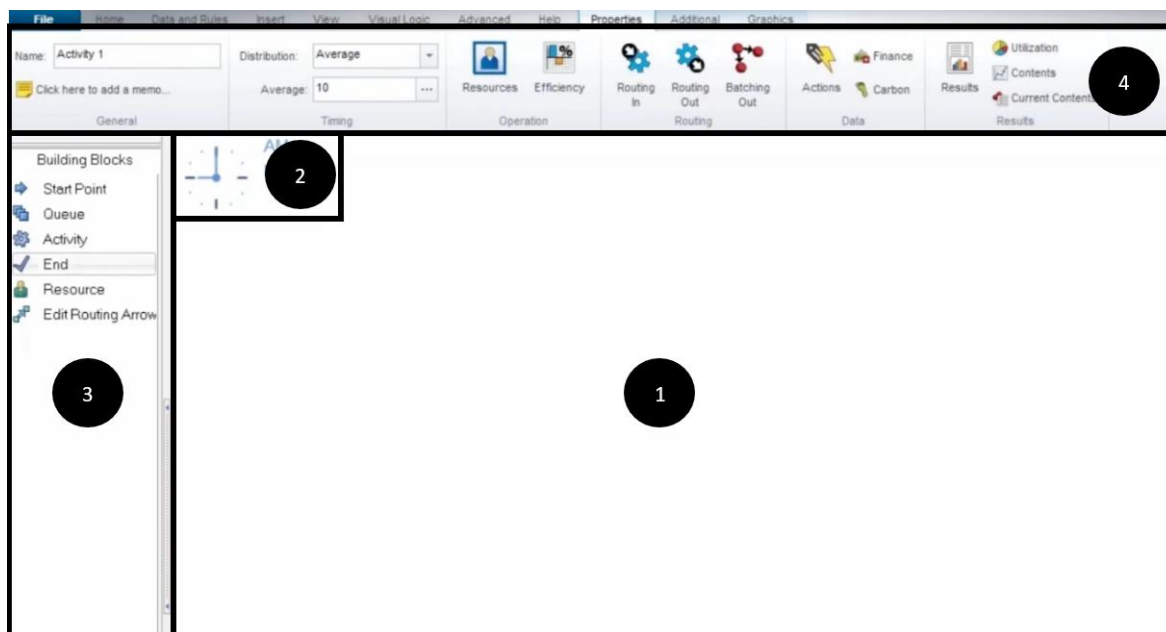 File Home Data and Rules Insert View Visual Logic Advanced Help Properties Additional Graphics
Name: Activity 1
Click here to add a memo...
General
Distribution: Average
Average: 10 ...
Timing
Resources Efficiency
Operation
Routing In
Routing Out
Batching Out
Routing
Actions
Finance
Carbon
Data
Results
Utilization
Contents
Current Contents
Results
4
Building Blocks
Start Point
Queue
Activity
End
Resource
Edit Routing Arrow
2
3
1